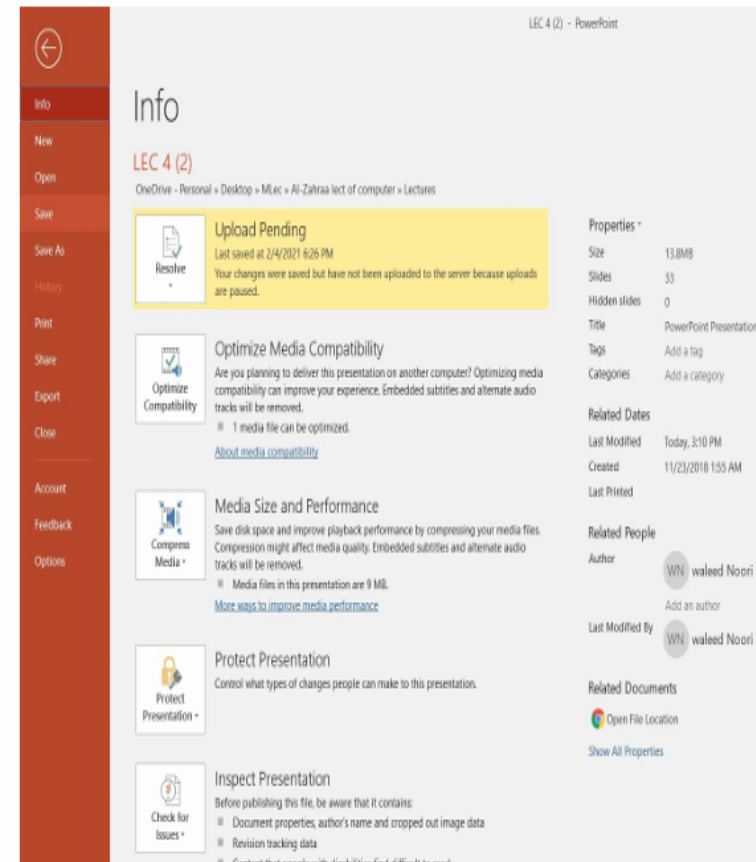 LEC 4 (2) - PowerPoint
Info
New
Open
Save
Save As
History
Print
Share
Export
Close
Account
Feedback
Options
Info
LEC 4 (2)
OneDrive - Personal » Desktop » MLec » Al-Zahraa lect of computer » Lectures
Resolve
Upload Pending
Last saved at 2/4/2021 6:26 PM
Your changes were saved but have not been uploaded to the server because uploads
are paused.
Optimize
Compatibility
Optimize Media Compatibility
Are you planning to deliver this presentation on another computer? Optimizing media
compatibility can improve your experience. Embedded subtitles and alternate audio
tracks will be removed.
1 media file can be optimized.
About media compatibility
Compress
Media
Media Size and Performance
Save disk space and improve playback performance by compressing your media files.
Compression might affect media quality. Embedded subtitles and alternate audio
tracks will be removed.
Media files in this presentation are 9 MB.
More ways to improve media performance
Protect
Presentation
Protect Presentation
Control what types of changes people can make to this presentation.
Check for
Issues
Inspect Presentation
Before publishing this file, be aware that it contains:
Document properties, author's name and cropped out image data
Revision tracking data
Content that people with disabilities find difficult to read
Properties
Size 13.8MB
Slides 33
Hidden slides 0
Title PowerPoint Presentation
Tags Add a tag
Categories Add a category
Related Dates
Last Modified Today, 3:10 PM
Created 11/23/2018 1:55 AM
Last Printed
Related People
Author
WN waleed Noori
Add an author
Last Modified By
WN waleed Noori
Related Documents
Open File Location
Show All Properties